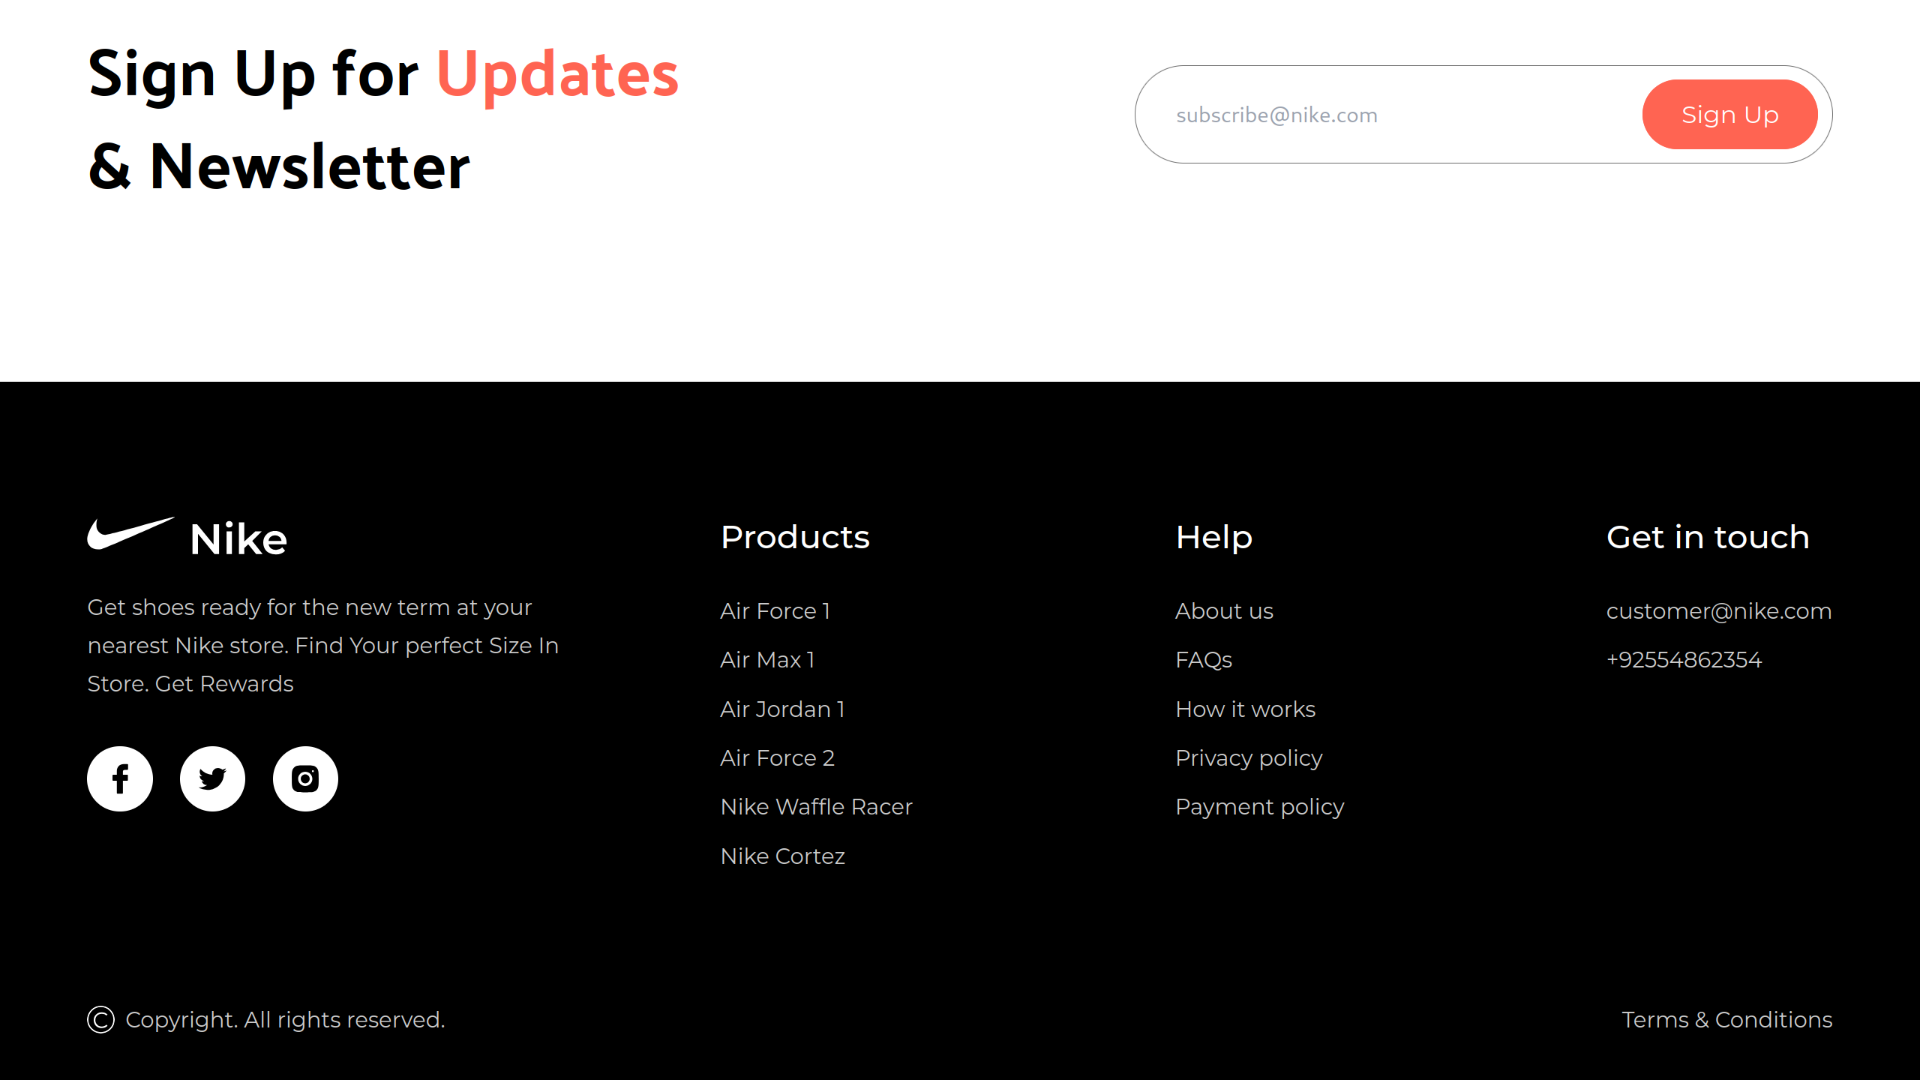 Sign Up for Updates
& Newsletter
subscribe@nike.com
Sign Up
Nike
Get shoes ready for the new term at your
nearest Nike store. Find Your perfect Size In
Store. Get Rewards
Products
Air Force 1
Air Max 1
Air Jordan 1
Air Force 2
Nike Waffle Racer
Nike Cortez
Help
About us
FAQs
How it works
Privacy policy
Payment policy
Get in touch
customer@nike.com
+92554862354
© Copyright. All rights reserved.
Terms & Conditions